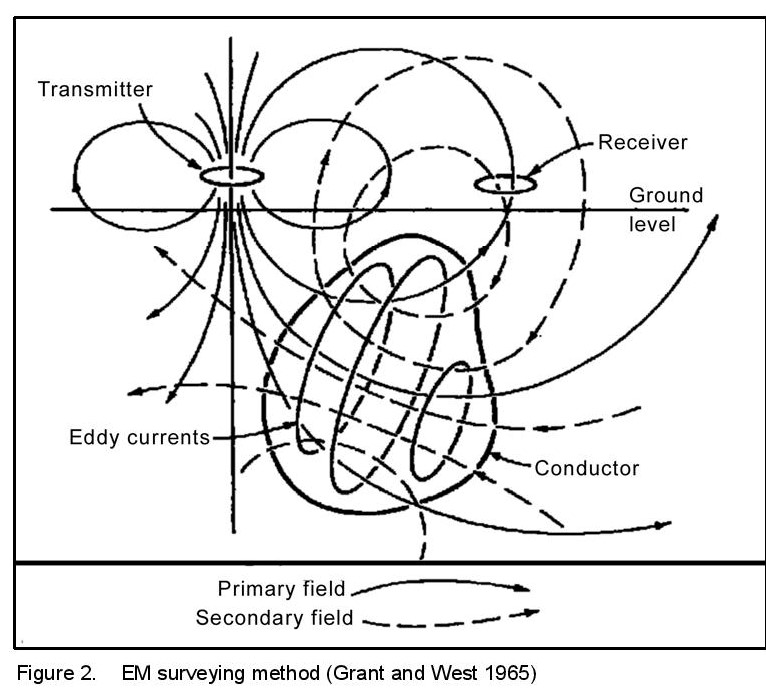 Transmitter
Receiver
Ground
level
Eddy currents
Conductor
Primary field
Secondary field
Figure 2. EM surveying method (Grant and West 1965)